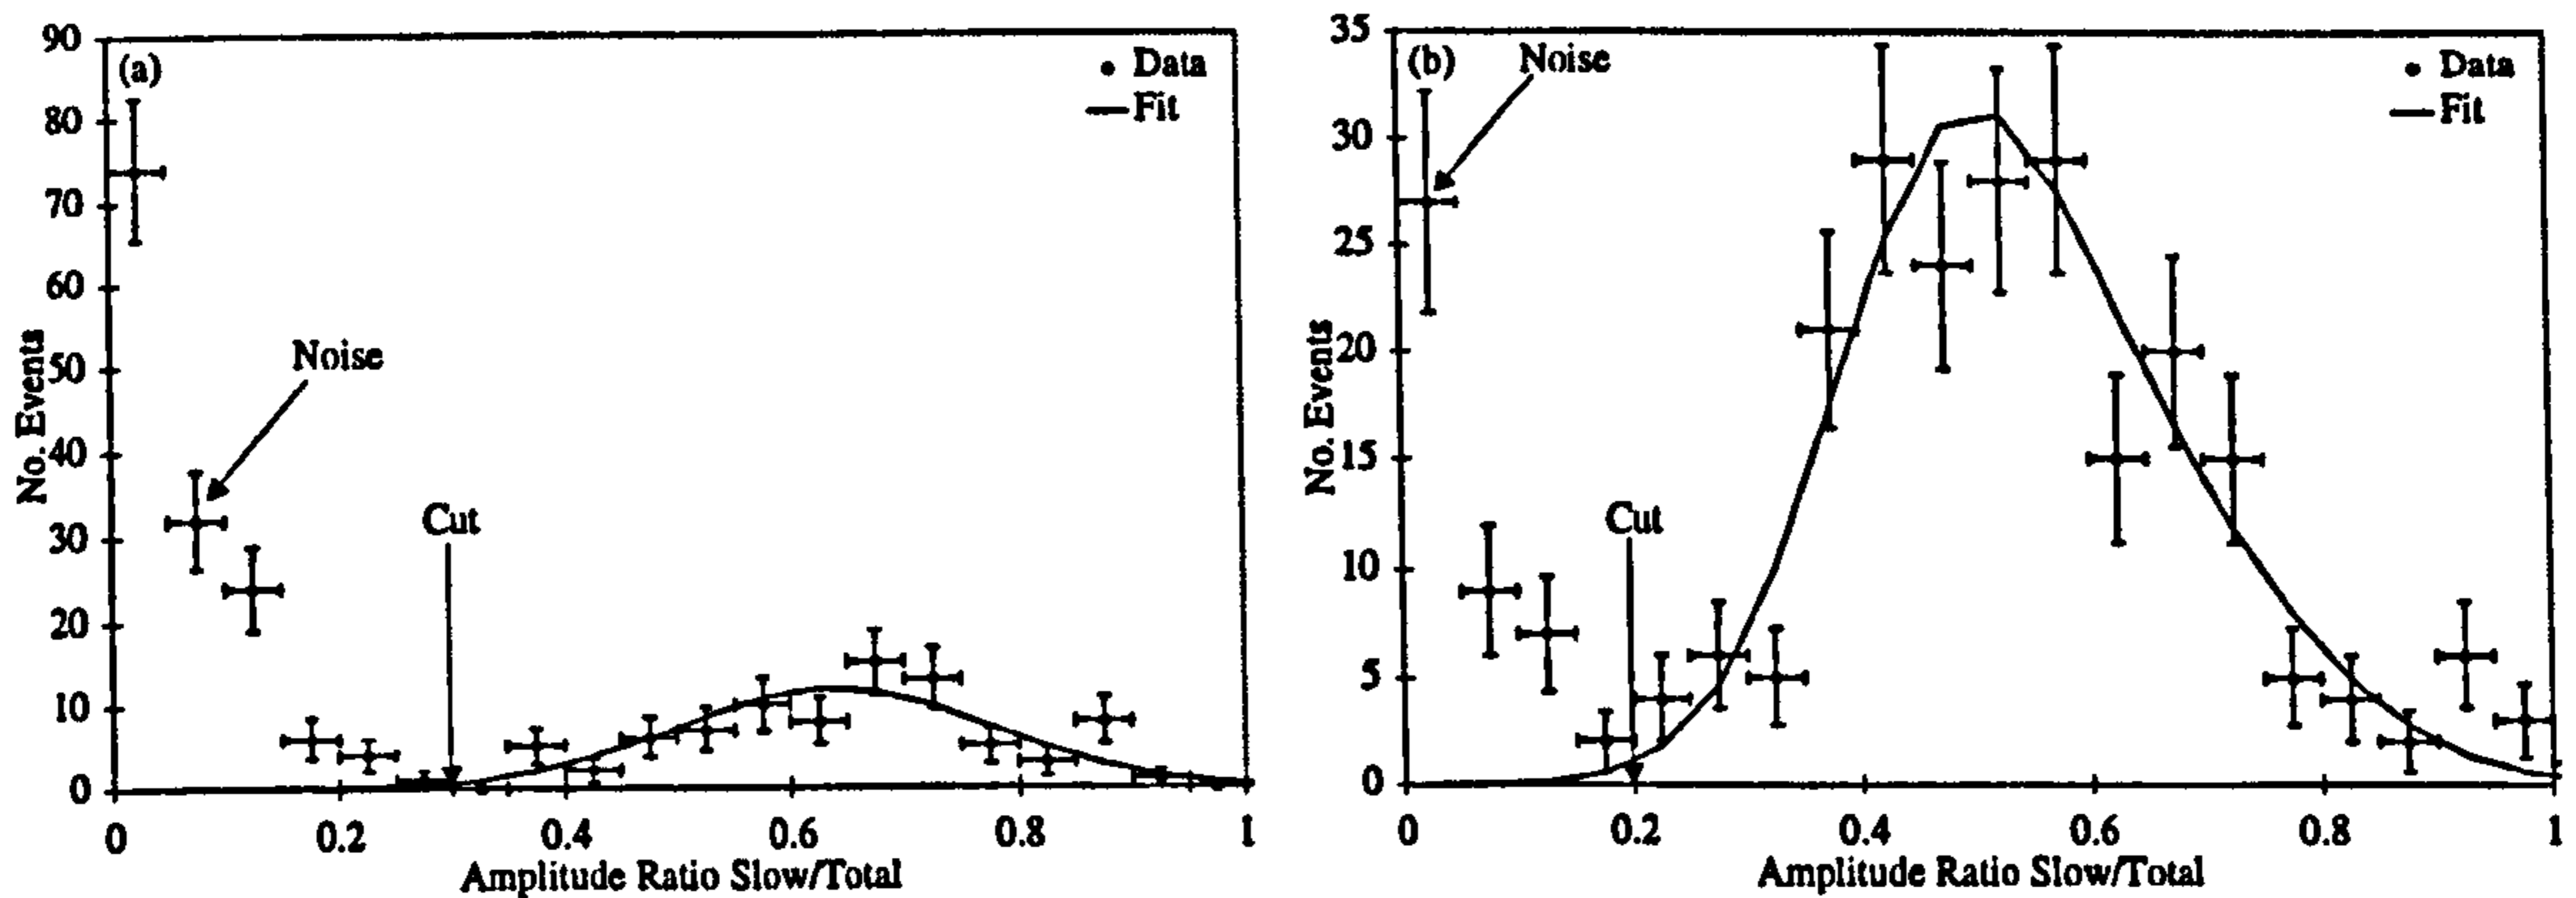 (a)
Noise
Cut
Data
Fit
No. Events
90
80
70
60
50
40
30
20
10
0
0 0.2 0.4 0.6 0.8 1
Amplitude Ratio Slow/Total
(b)
Noise
Cut
Data
Fit
No. Events
35
30
25
20
15
10
5
0
0 0.2 0.4 0.6 0.8 1
Amplitude Ratio Slow/Total